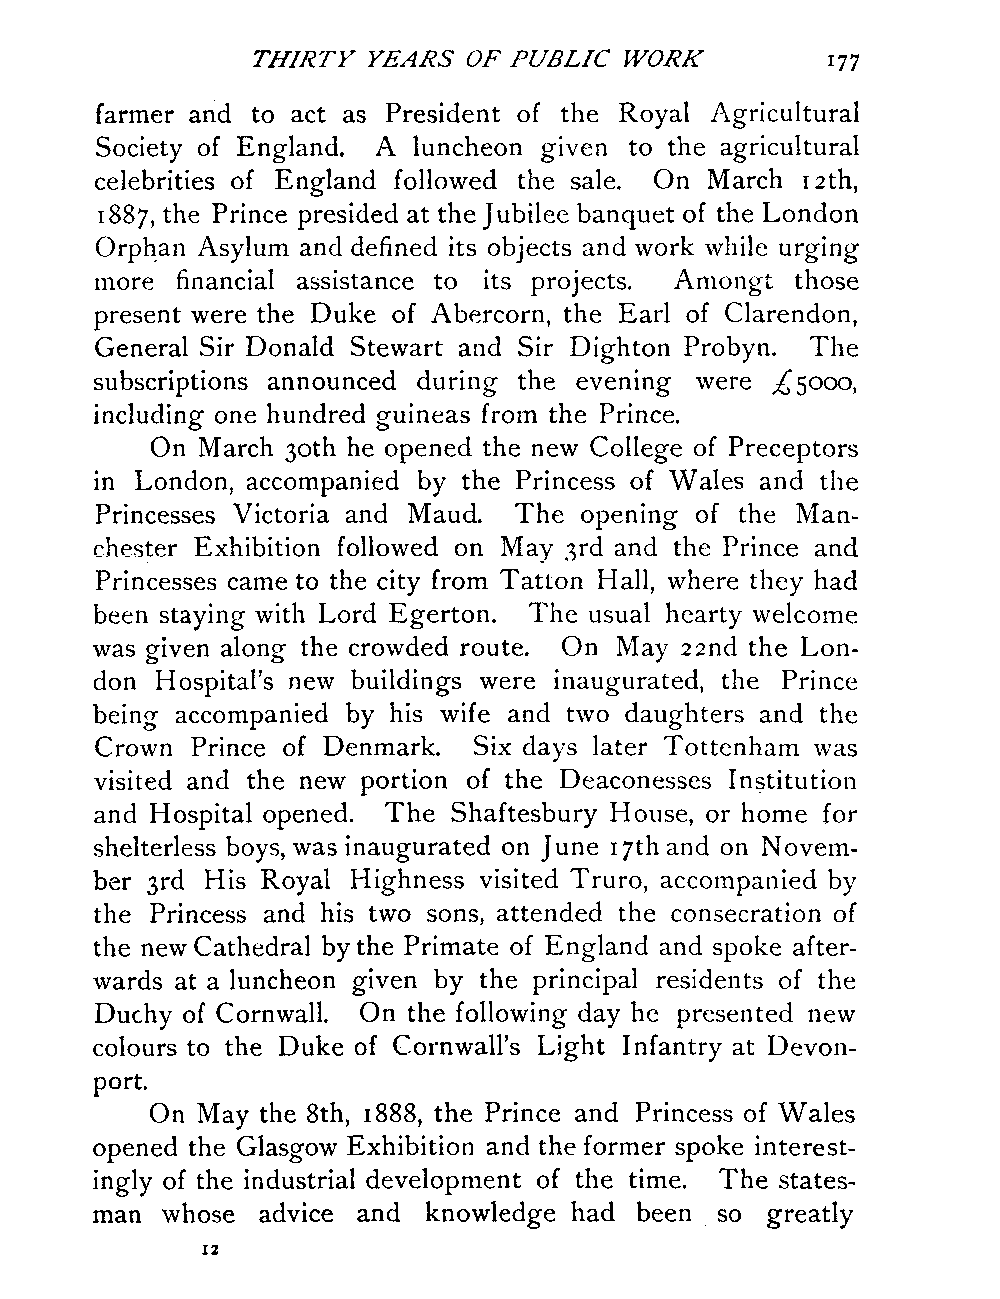 THIRTY YEARS OF PUBLIC WORK 177
farmer and to act as President of the Royal Agricultural
Society of England. A luncheon given to the agricultural
celebrities of England followed the sale. On March 12th,
1887, the Prince presided at the Jubilee banquet of the London
Orphan Asylum and defined its objects and work while urging
more financial assistance to its projects. Amongt those
present were the Duke of Abercorn, the Earl of Clarendon,
General Sir Donald Stewart and Sir Dighton Probyn. The
subscriptions announced during the evening were £5000,
including one hundred guineas from the Prince.
On March 30th he opened the new College of Preceptors
in London, accompanied by the Princess of Wales and the
Princesses Victoria and Maud. The opening of the Man-
chester Exhibition followed on May 3rd and the Prince and
Princesses came to the city from Tatton Hall, where they had
been staying with Lord Egerton. The usual hearty welcome
was given along the crowded route. On May 22nd the Lon-
don Hospital's new buildings were inaugurated, the Prince
being accompanied by his wife and two daughters and the
Crown Prince of Denmark. Six days later Tottenham was
visited and the new portion of the Deaconesses Institution
and Hospital opened. The Shaftesbury House, or home for
shelterless boys, was inaugurated on June 17th and on Novem-
ber 3rd His Royal Highness visited Truro, accompanied by
the Princess and his two sons, attended the consecration of
the new Cathedral by the Primate of England and spoke after-
wards at a luncheon given by the principal residents of the
Duchy of Cornwall. On the following day he presented new
colours to the Duke of Cornwall's Light Infantry at Devon-
port.
On May the 8th, 1888, the Prince and Princess of Wales
opened the Glasgow Exhibition and the former spoke interest-
ingly of the industrial development of the time. The states-
man whose advice and knowledge had been so greatly
12